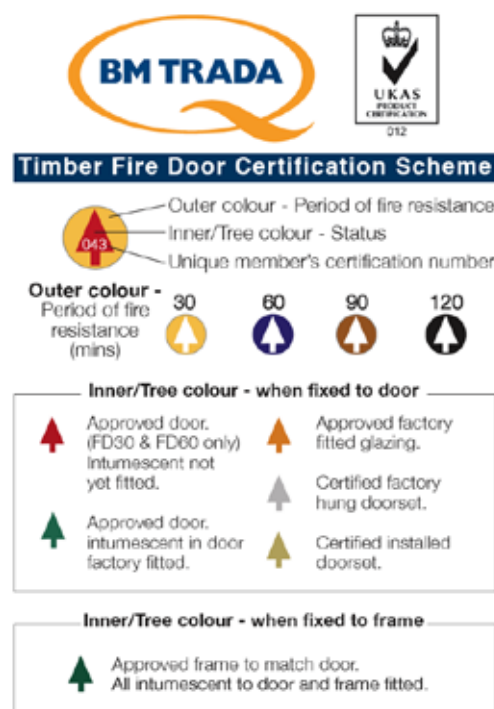 BM TRADA
UKAS
PRODUCT
CERTIFICATION
012
Timber Fire Door Certification Scheme
Outer colour - Period of fire resistance
Inner/Tree colour - Status
043
Unique member's certification number
Outer colour -
Period of fire
resistance
(mins)
30 60 90 120
Inner/Tree colour - when fixed to door
Approved door.
(FD30 & FD60 only)
Intumescent not
yet fitted.
Approved door.
intumescent in door
factory fitted.
Approved factory
fitted glazing.
Certified factory
hung doorset.
Certified installed
doorset.
Inner/Tree colour - when fixed to frame
Approved frame to match door.
All intumescent to door and frame fitted.